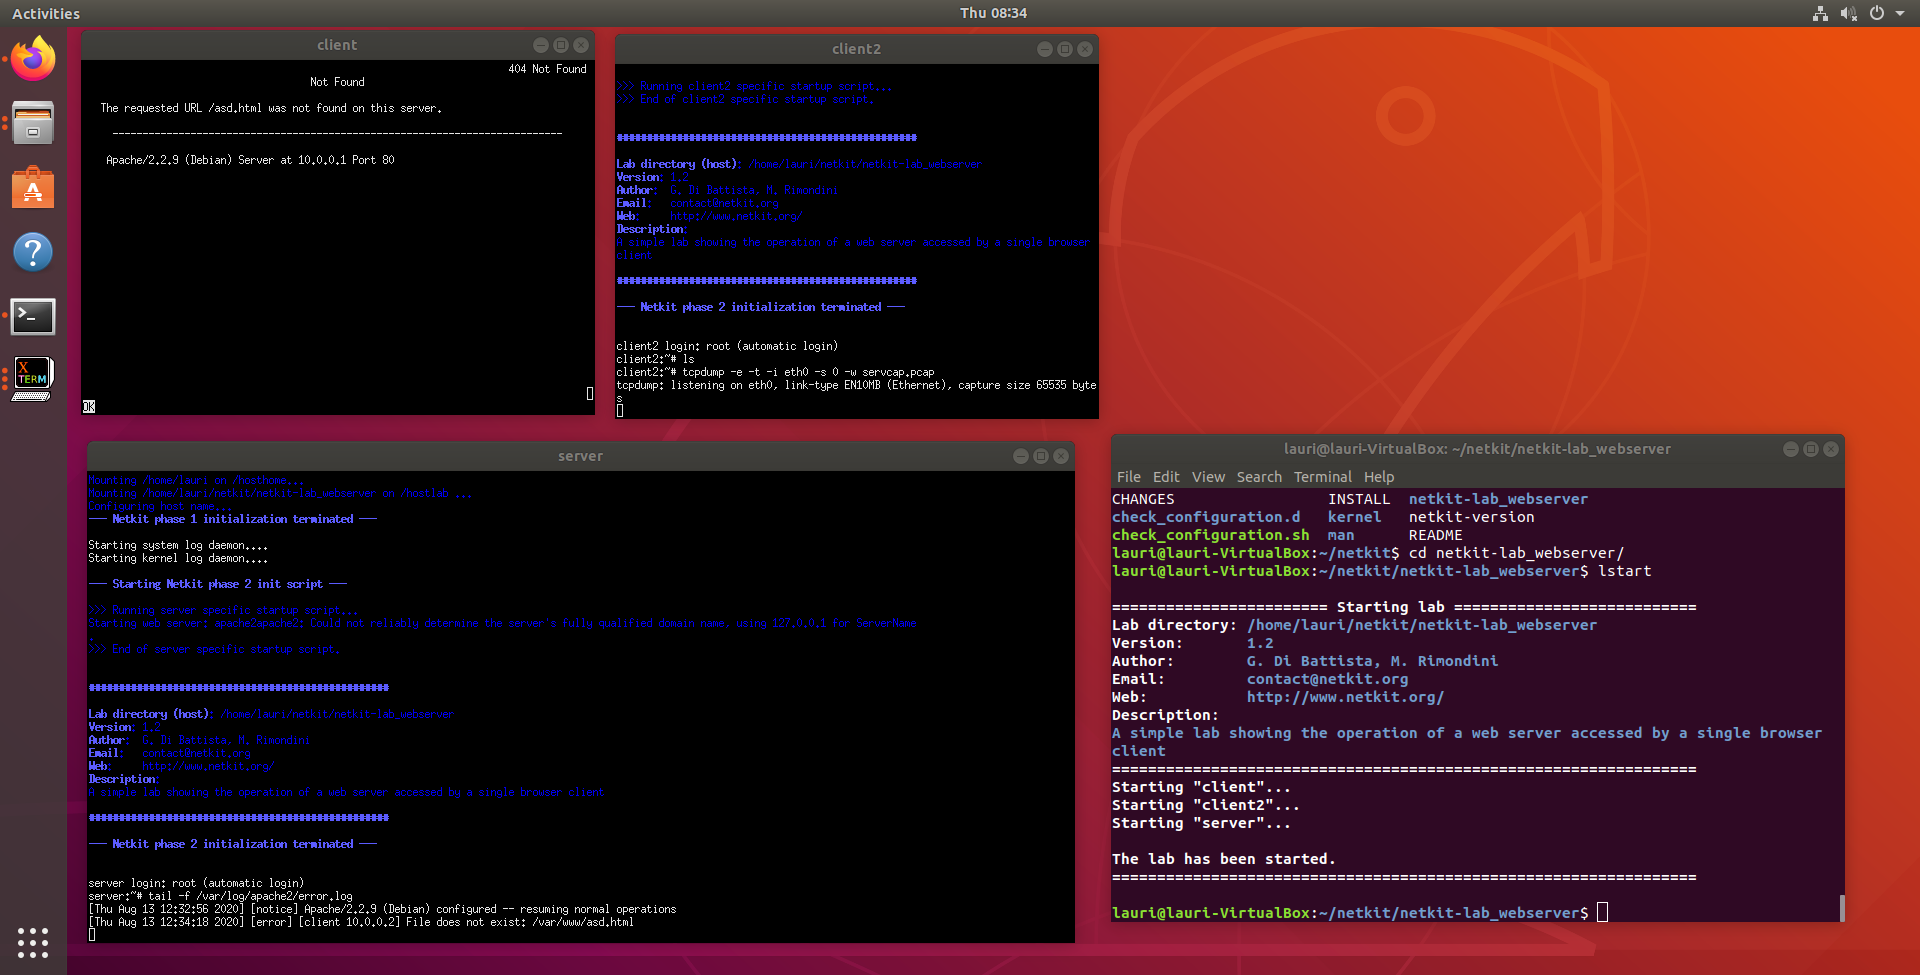 Activities
Thu 08:34
client
404 Not Found
Not Found
The requested URL /asd.html was not found on this server.
Apache/2.2.9 (Debian) Server at 10.0.0.1 Port 80
OK
client2
>>> Running client2 specific startup script...
>>> End of client2 specific startup script.
##################################################
Lab directory (host): /home/lauri/netkit/netkit-lab_webserver
Version: 1.2
Author: G. Di Battista, M. Rimondini
Email: contact@netkit.org
Web: http://www.netkit.org/
Description:
A simple lab showing the operation of a web server accessed by a single browser
client
##################################################
--- Netkit phase 2 initialization terminated ---
client2 login: root (automatic login)
client2:~# ls
client2:~# tcpdump -e -t -i eth0 -s 0 -w servcap.pcap
tcpdump: listening on eth0, link-type EN10MB (Ethernet), capture size 65535 byte
s
server
Mounting /home/lauri on /hosthome...
Mounting /home/lauri/netkit/netkit-lab_webserver on /hostlab ...
Configuring host name...
--- Netkit phase 1 initialization terminated ---
Starting system log daemon....
Starting kernel log daemon....
--- Starting Netkit phase 2 init script ---
>>> Running server specific startup script...
Starting web server: apache2apache2: Could not reliably determine the server's fully qualified domain name, using 127.0.0.1 for ServerName
.
>>> End of server specific startup script.
##################################################
Lab directory (host): /home/lauri/netkit/netkit-lab_webserver
Version: 1.2
Author: G. Di Battista, M. Rimondini
Email: contact@netkit.org
Web: http://www.netkit.org/
Description:
A simple lab showing the operation of a web server accessed by a single browser client
##################################################
--- Netkit phase 2 initialization terminated ---
server login: root (automatic login)
server:~# tail -f /var/log/apache2/error.log
[Thu Aug 13 12:32:56 2020] [notice] Apache/2.2.9 (Debian) configured -- resuming normal operations
[Thu Aug 13 12:34:18 2020] [error] [client 10.0.0.2] File does not exist: /var/www/asd.html
lauri@lauri-VirtualBox: ~/netkit/netkit-lab_webserver
File Edit View Search Terminal Help
CHANGES INSTALL netkit-lab_webserver
check_configuration.d kernel netkit-version
check_configuration.sh man README
lauri@lauri-VirtualBox:~/netkit$ cd netkit-lab_webserver/
lauri@lauri-VirtualBox:~/netkit/netkit-lab_webserver$ lstart
======================== Starting lab ===========================
Lab directory: /home/lauri/netkit/netkit-lab_webserver
Version: 1.2
Author: G. Di Battista, M. Rimondini
Email: contact@netkit.org
Web: http://www.netkit.org/
Description:
A simple lab showing the operation of a web server accessed by a single browser
client
=================================================================
Starting "client"...
Starting "client2"...
Starting "server"...
The lab has been started.
=================================================================
lauri@lauri-VirtualBox:~/netkit/netkit-lab_webserver$
X
TERM